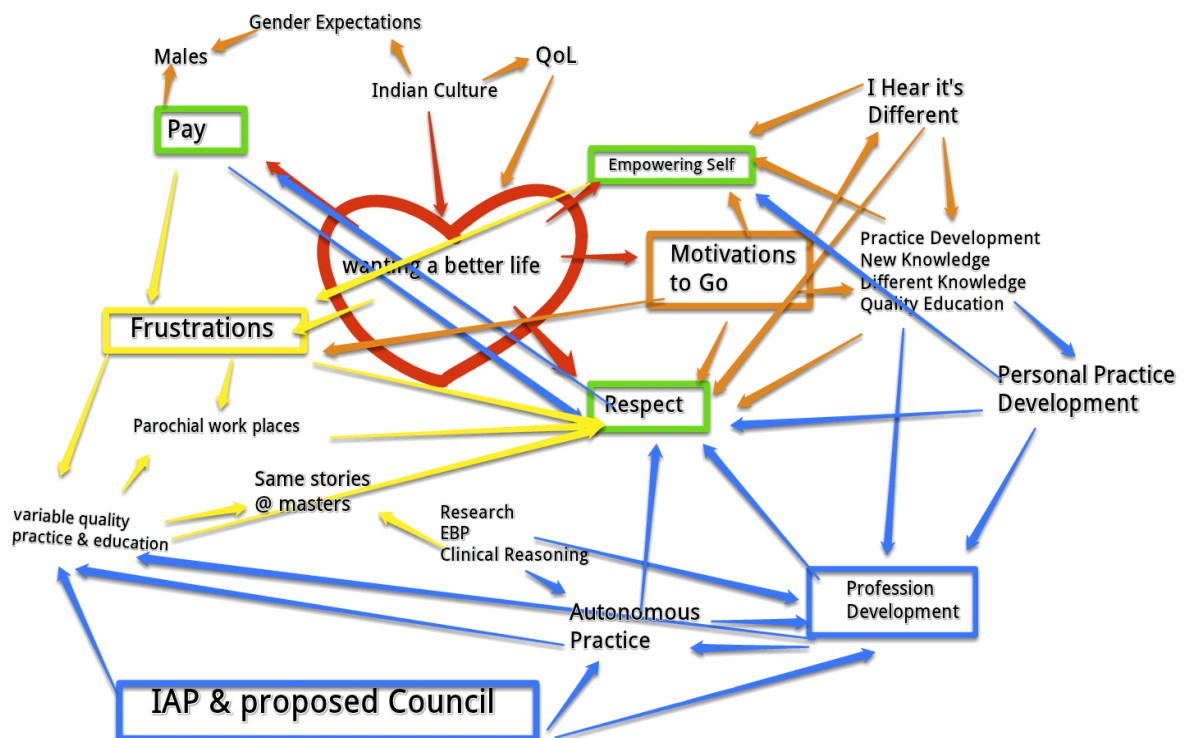 Gender Expectations
Males
QoL
Indian Culture
I Hear it's
Different
Pay
Empowering Self
wanting a better life
Motivations
to Go
Practice Development
New Knowledge
Different Knowledge
Quality Education
Frustrations
Personal Practice
Development
Respect
Parochial work places
Same stories
@ masters
variable quality
practice & education
Research
EBP
Clinical Reasoning
Profession
Development
Autonomous
Practice
IAP & proposed Council